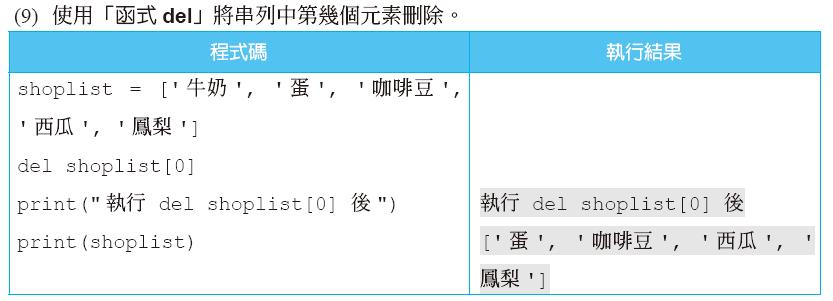 (9) 使用「函式 del」將串列中第幾個元素刪除。
程式碼
執行結果
shoplist = ['牛奶', '蛋', '咖啡豆',
'西瓜', '鳳梨']
del shoplist[0]
print("執行 del shoplist[0] 後")
執行 del shoplist[0] 後
print(shoplist)
['蛋', '咖啡豆', '西瓜', '
鳳梨']